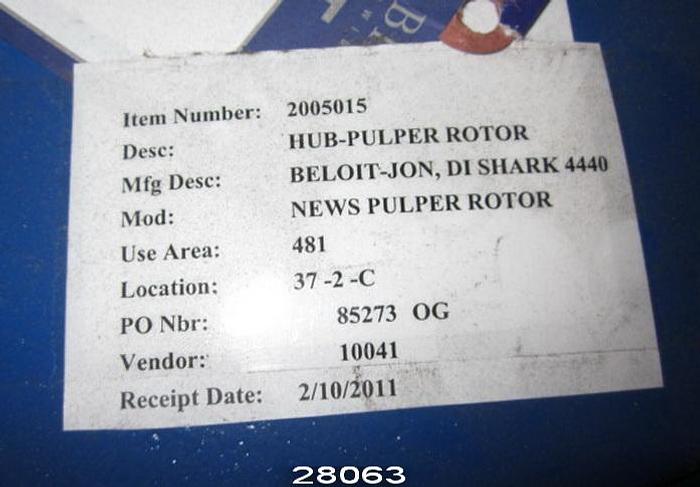 Item Number: 2005015
Desc: HUB-PULPER ROTOR
Mfg Desc: BELOIT-JON, DI SHARK 4440
Mod: NEWS PULPER ROTOR
Use Area: 481
Location: 37 -2 -C
PO Nbr: 85273 OG
Vendor: 10041
Receipt Date: 2/10/2011
28063